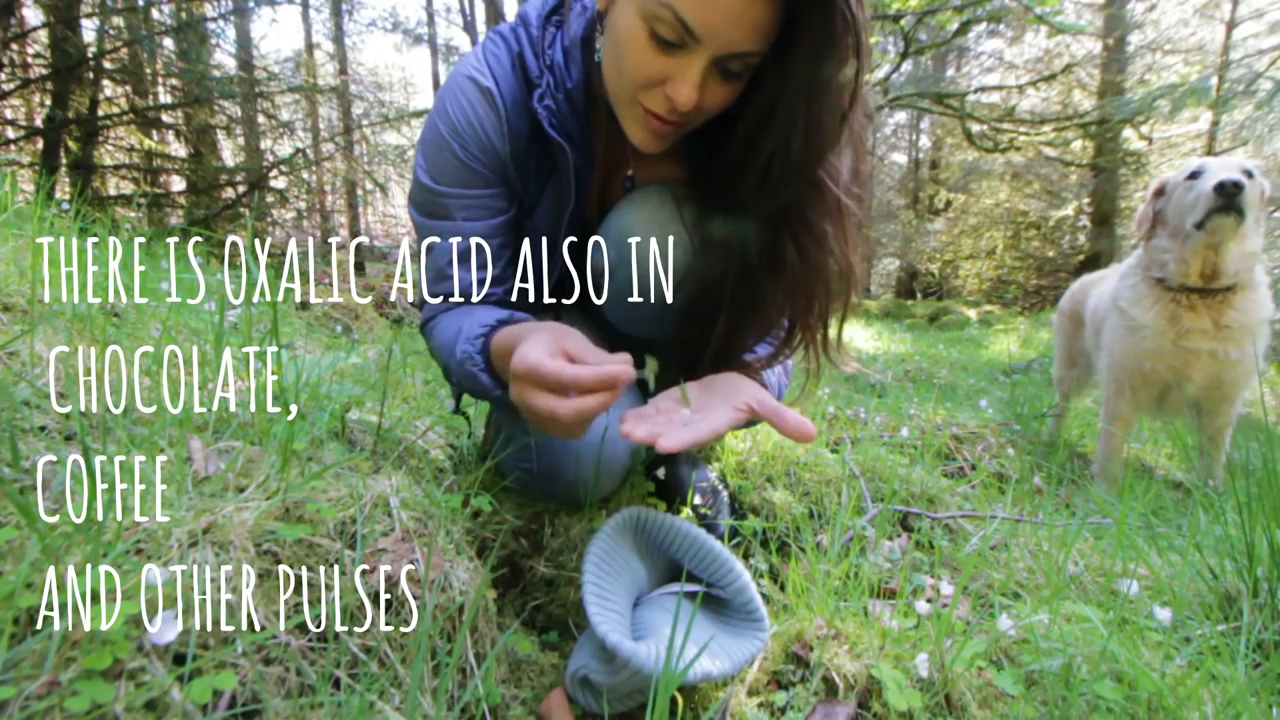 THERE IS OXALIC ACID ALSO IN
CHOCOLATE,
COFFEE
AND OTHER PULSES